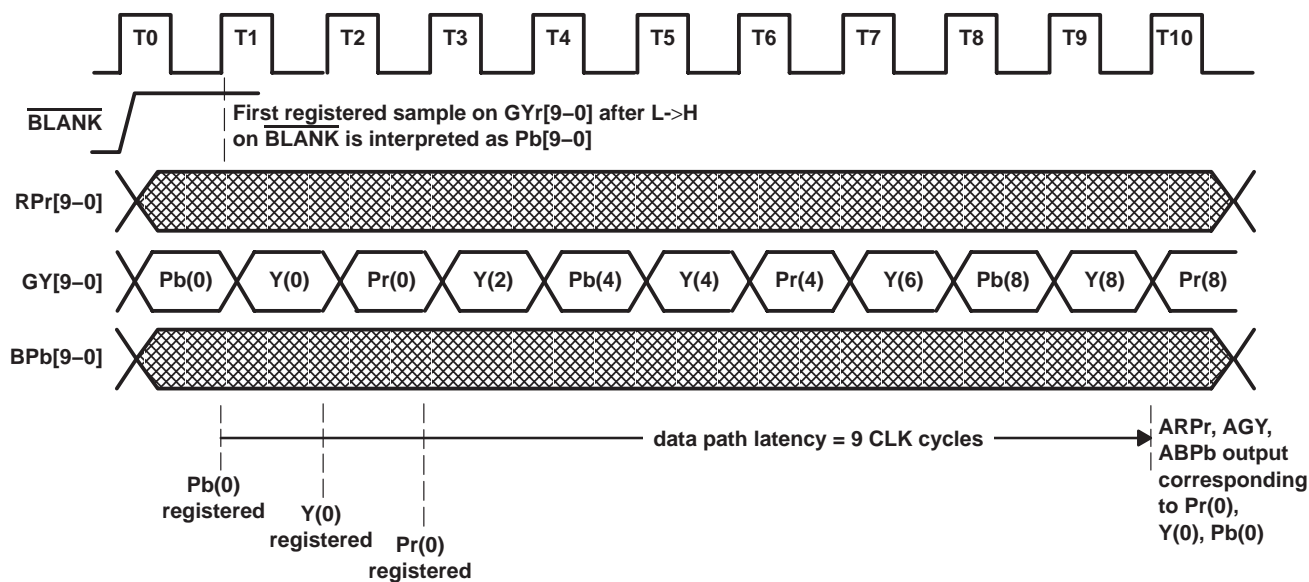 T0 T1 T2 T3 T4 T5 T6 T7 T8 T9 T10
BLANK
First registered sample on GYr[9–0] after L->H
on BLANK is interpreted as Pb[9–0]
RPr[9–0]
GY[9–0] Pb(0) Y(0) Pr(0) Y(2) Pb(4) Y(4) Pr(4) Y(6) Pb(8) Y(8) Pr(8)
BPb[9–0]
data path latency = 9 CLK cycles
ARPr, AGY,
ABPb output
corresponding
to Pr(0),
Y(0), Pb(0)
Pb(0)
registered
Y(0)
registered
Pr(0)
registered